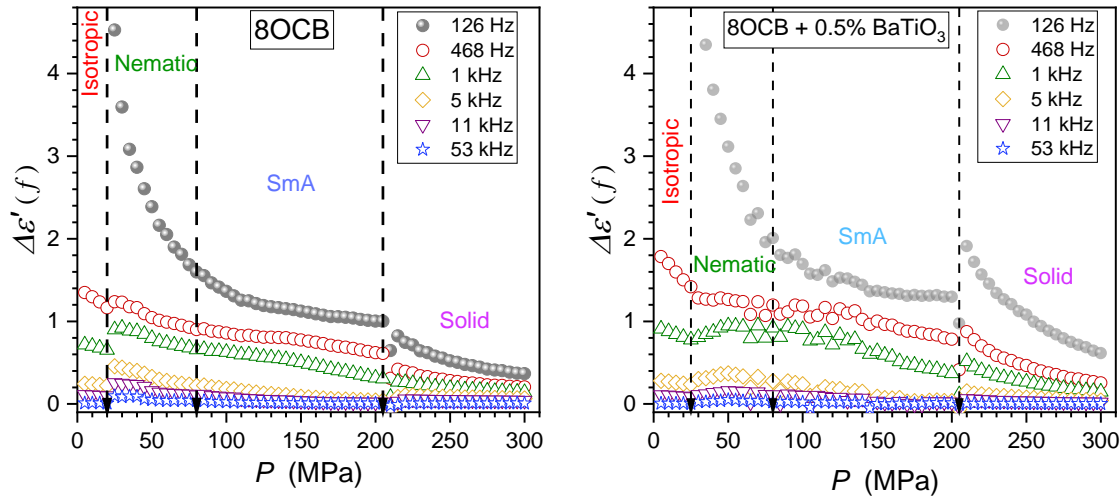 8OCB
126 kHz
468 Hz
1 kHz
5 kHz
11 kHz
53 kHz
Isotropic
Nematic
SmA
Solid
4
3
2
1
0
Δε′(f)
0 50 100 150 200 250 300
P (MPa)
8OCB + 0.5% BaTiO₃
126 Hz
468 Hz
1 kHz
5 kHz
11 kHz
53 kHz
Isotropic
Nematic
SmA
Solid
4
3
2
1
0
Δε′(f)
0 50 100 150 200 250 300
P (MPa)